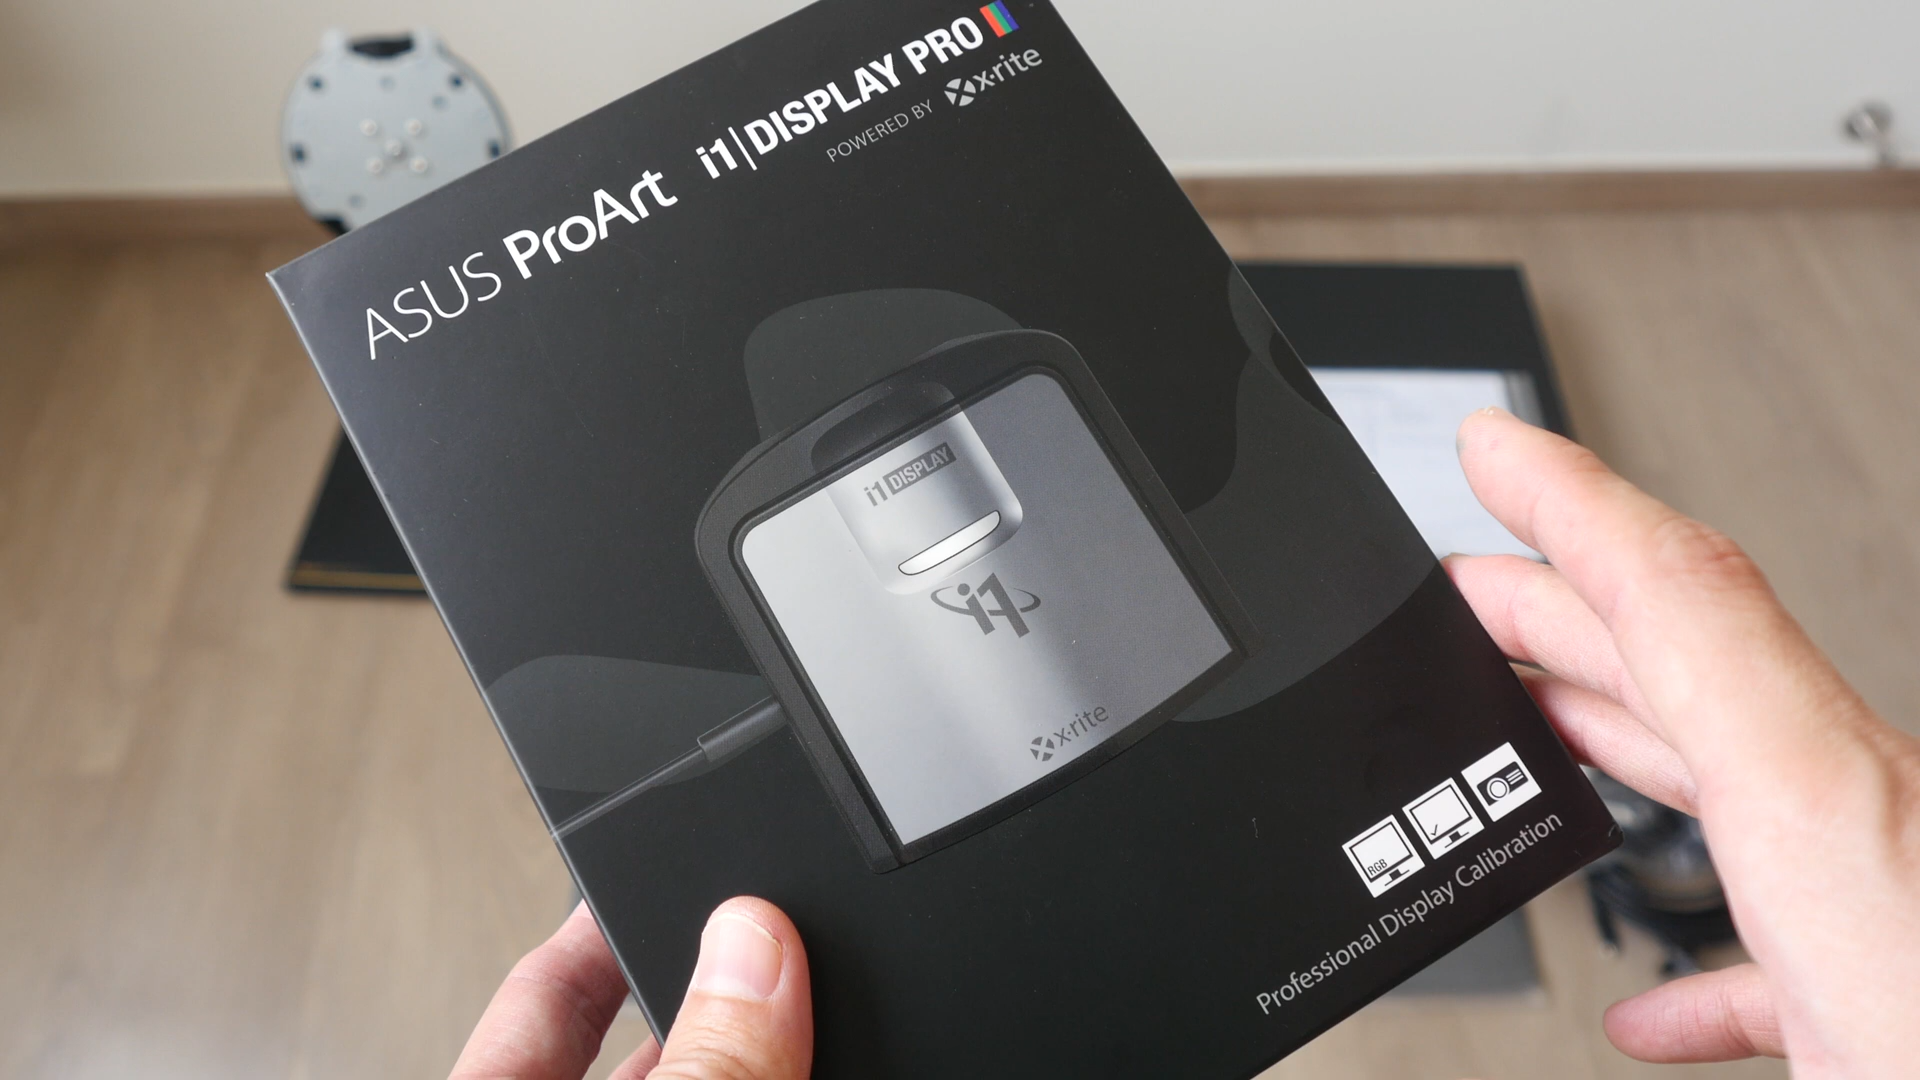 ASUS ProArt i1|DISPLAY PRO
POWERED BY x·rite
i1 DISPLAY
i1
x·rite
RGB
Professional Display Calibration